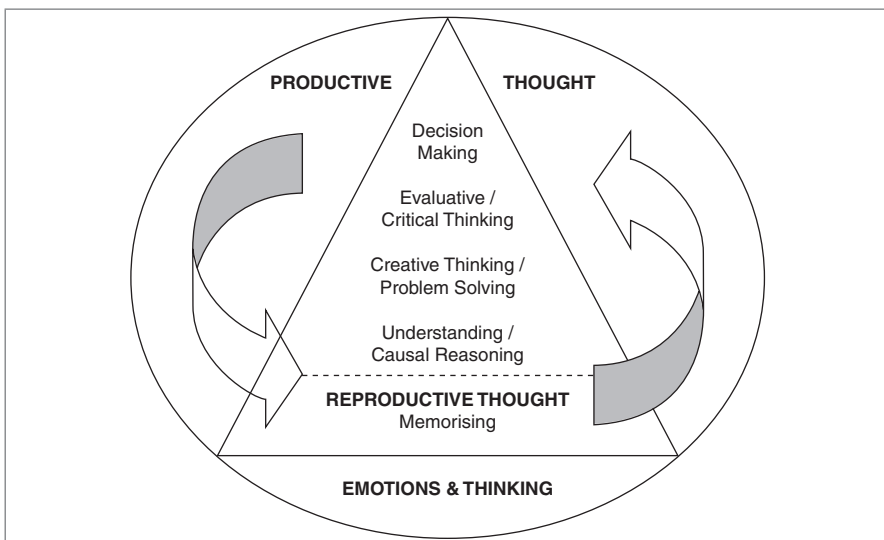 PRODUCTIVE THOUGHT
Decision
Making
Evaluative /
Critical Thinking
Creative Thinking /
Problem Solving
Understanding /
Causal Reasoning
REPRODUCTIVE THOUGHT
Memorising
EMOTIONS & THINKING